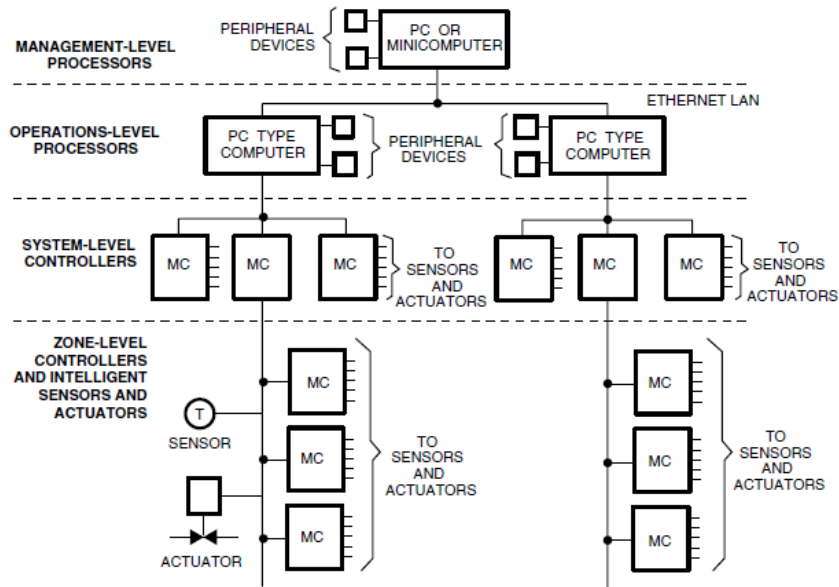 PERIPHERAL
DEVICES
PC OR
MINICOMPUTER
MANAGEMENT-LEVEL
PROCESSORS
ETHERNET LAN
OPERATIONS-LEVEL
PROCESSORS
PC TYPE
COMPUTER
PERIPHERAL
DEVICES
PC TYPE
COMPUTER
SYSTEM-LEVEL
CONTROLLERS
MC
MC
MC
TO
SENSORS
AND
ACTUATORS
MC
MC
MC
TO
SENSORS
AND
ACTUATORS
ZONE-LEVEL
CONTROLLERS
AND INTELLIGENT
SENSORS AND
ACTUATORS
T
SENSOR
ACTUATOR
MC
MC
MC
TO
SENSORS
AND
ACTUATORS
MC
MC
MC
TO
SENSORS
AND
ACTUATORS